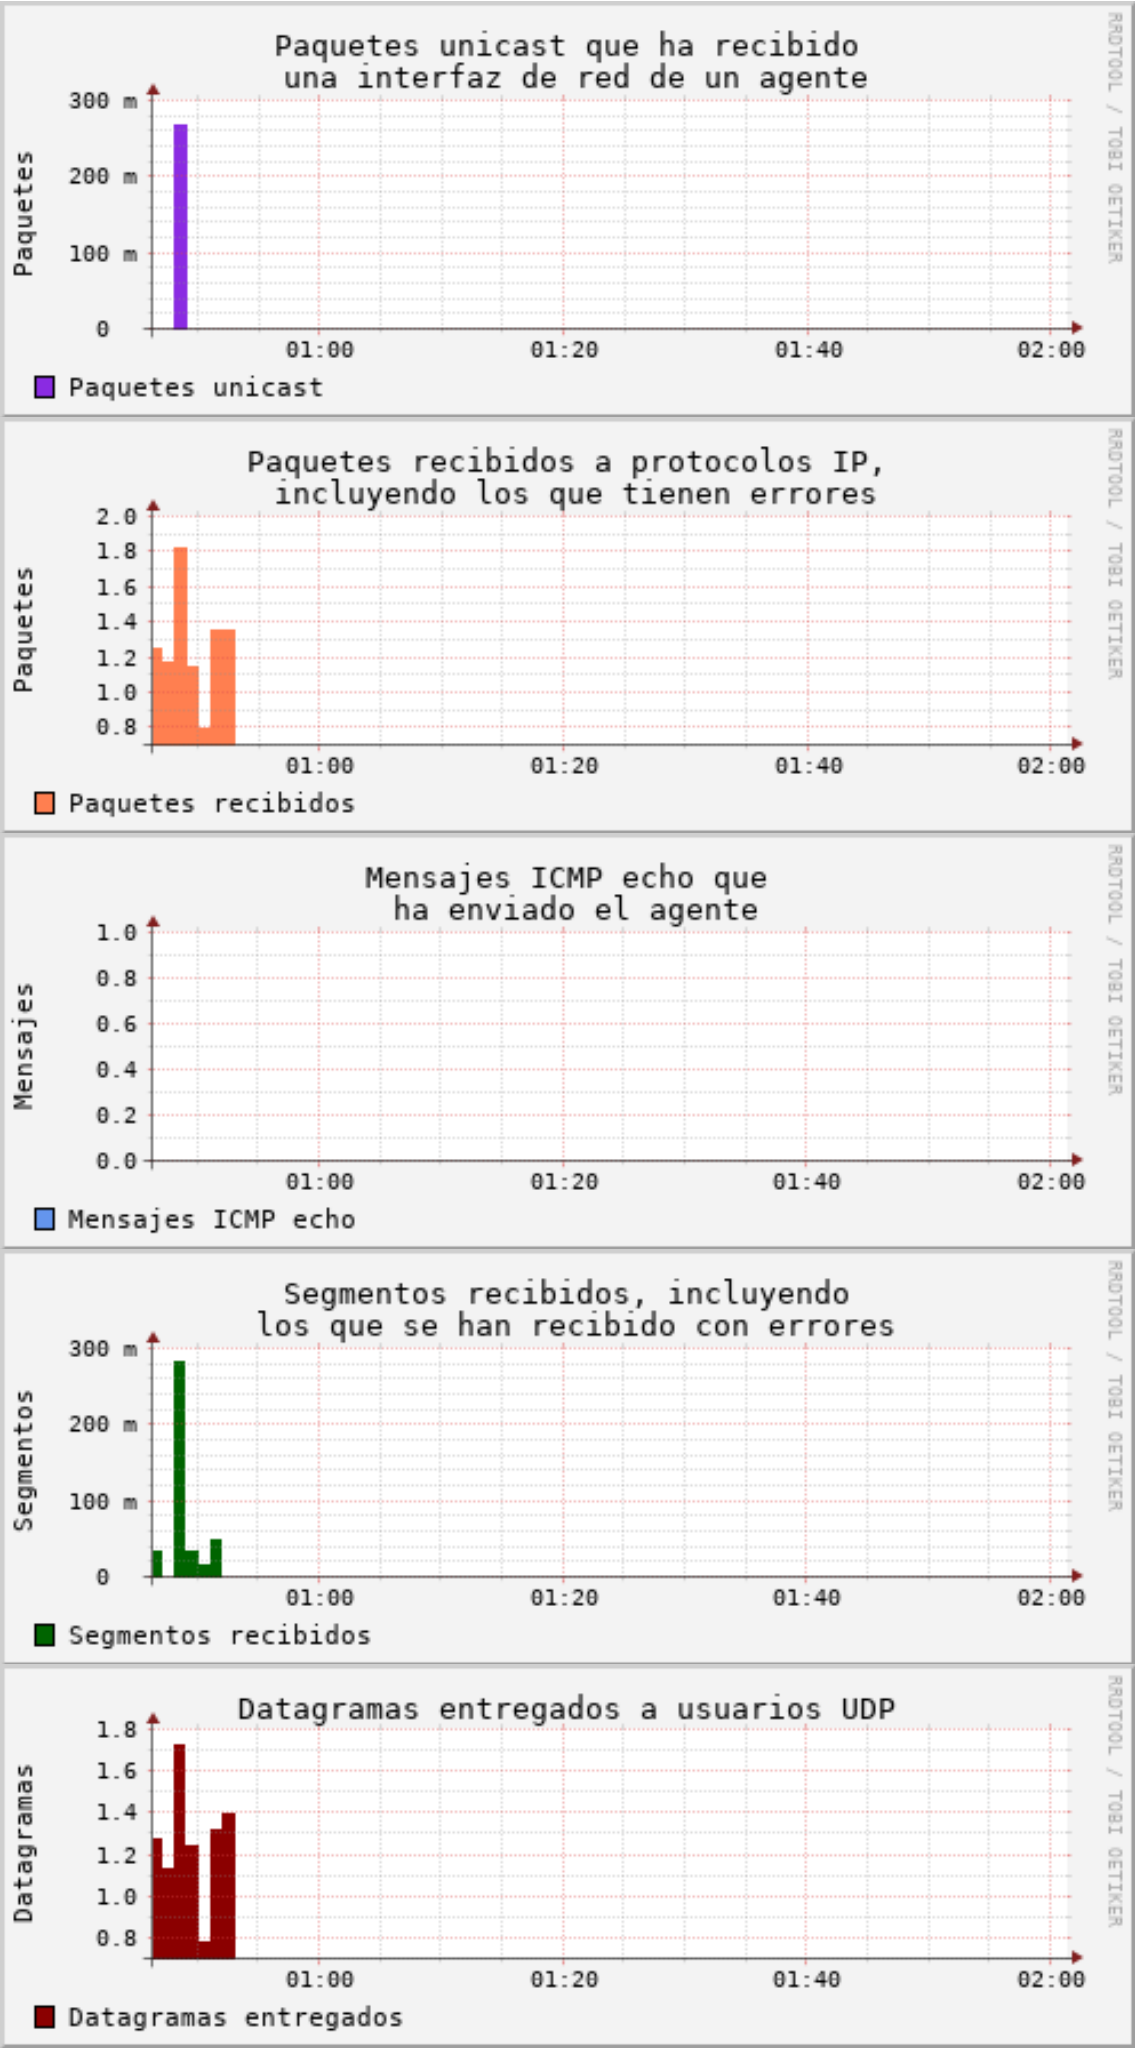 Paquetes unicast que ha recibido
una interfaz de red de un agente
RRDTOOL / TOBI OETIKER
Paquetes
300 m
200 m
100 m
0
01:00 01:20 01:40 02:00
Paquetes unicast
Paquetes recibidos a protocolos IP,
incluyendo los que tienen errores
RRDTOOL / TOBI OETIKER
Paquetes
2.0
1.8
1.6
1.4
1.2
1.0
0.8
01:00 01:20 01:40 02:00
Paquetes recibidos
Mensajes ICMP echo que
ha enviado el agente
RRDTOOL / TOBI OETIKER
Mensajes
1.0
0.8
0.6
0.4
0.2
0.0
01:00 01:20 01:40 02:00
Mensajes ICMP echo
Segmentos recibidos, incluyendo
los que se han recibido con errores
RRDTOOL / TOBI OETIKER
Segmentos
300 m
200 m
100 m
0
01:00 01:20 01:40 02:00
Segmentos recibidos
Datagramas entregados a usuarios UDP
RRDTOOL / TOBI OETIKER
Datagramas
1.8
1.6
1.4
1.2
1.0
0.8
01:00 01:20 01:40 02:00
Datagramas entregados